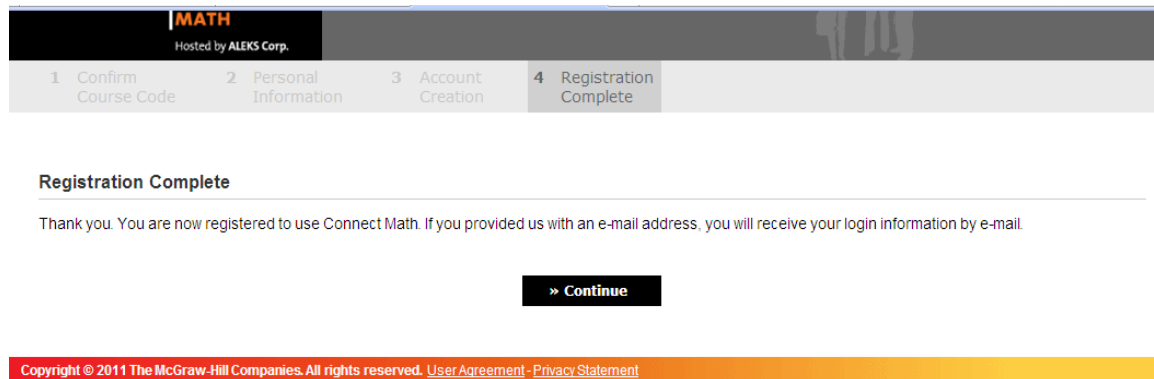 MATH
Hosted by ALEKS Corp.
1 Confirm Course Code
2 Personal Information
3 Account Creation
4 Registration Complete
Registration Complete
Thank you. You are now registered to use Connect Math. If you provided us with an e-mail address, you will receive your login information by e-mail.
» Continue
Copyright © 2011 The McGraw-Hill Companies. All rights reserved. User Agreement - Privacy Statement